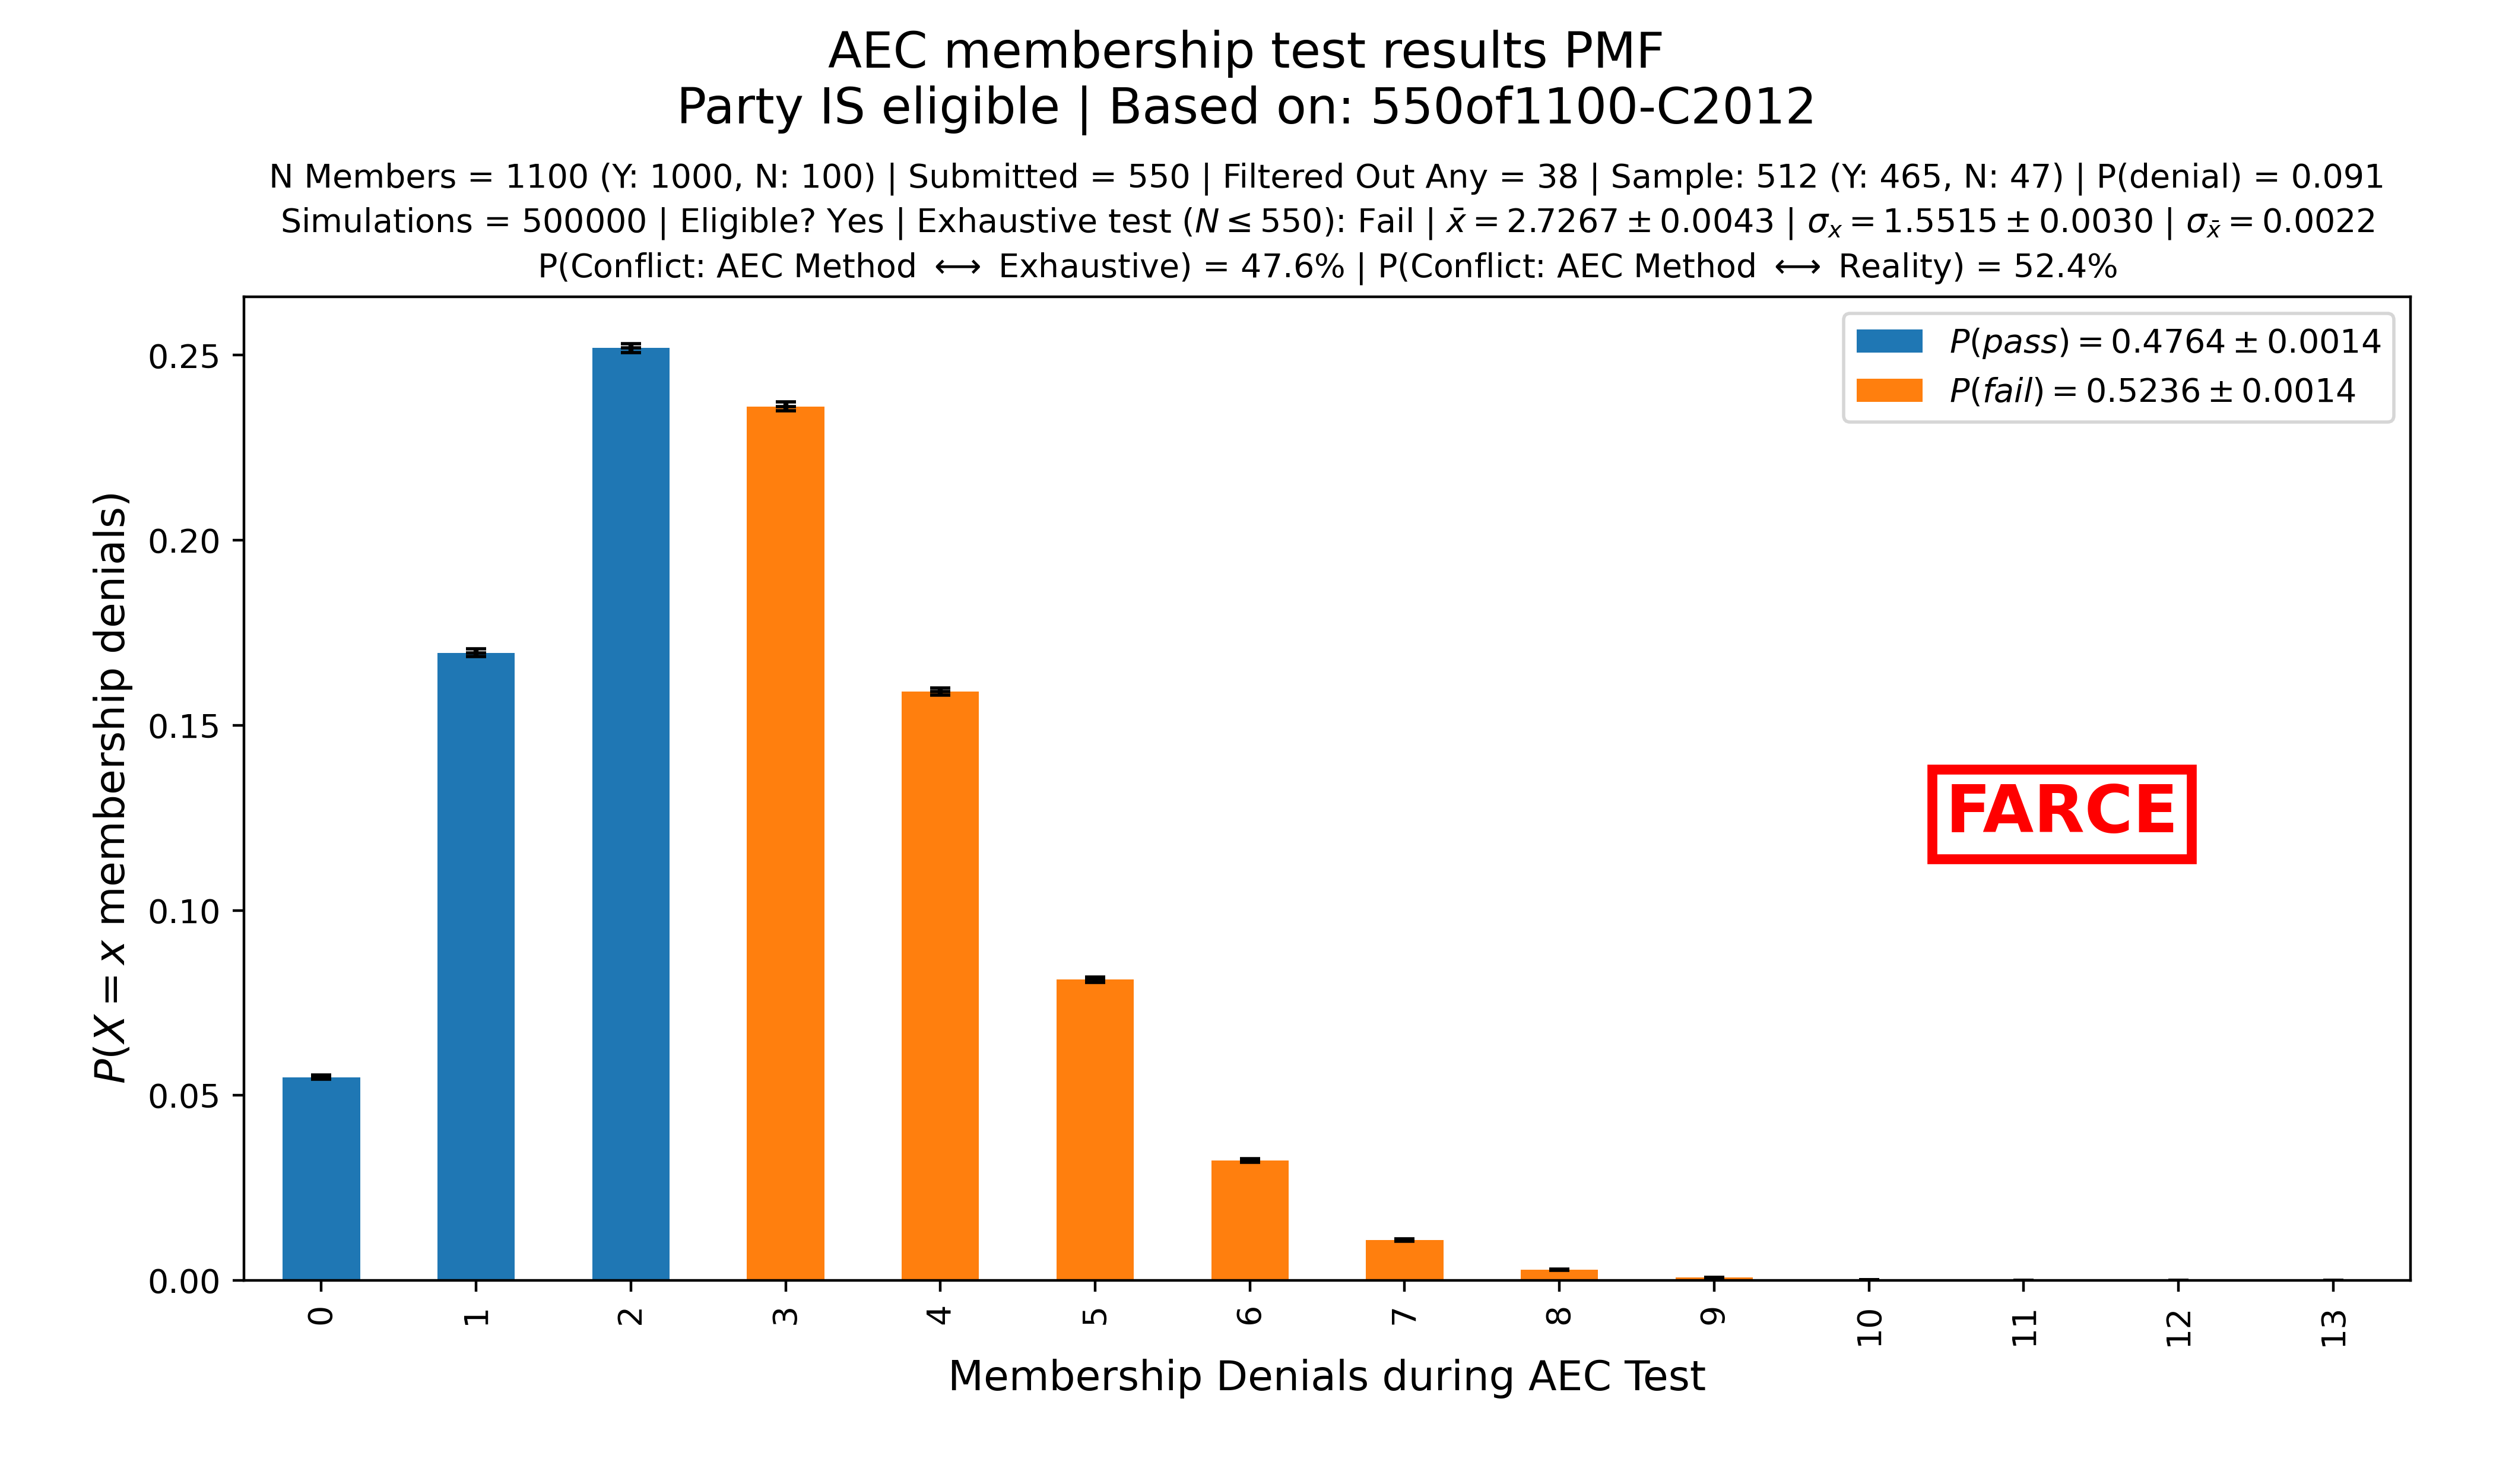 AEC membership test results PMF
Party IS eligible | Based on: 550of1100-C2012
N Members = 1100 (Y: 1000, N: 100) | Submitted = 550 | Filtered Out Any = 38 | Sample: 512 (Y: 465, N: 47) | P(denial) = 0.091
Simulations = 500000 | Eligible? Yes | Exhaustive test (N ≤ 550): Fail | x̄ = 2.7267 ± 0.0043 | σₓ = 1.5515 ± 0.0030 | σ_x̄ = 0.0022
P(Conflict: AEC Method ⟷ Exhaustive) = 47.6% | P(Conflict: AEC Method ⟷ Reality) = 52.4%
P(pass) = 0.4764 ± 0.0014
P(fail) = 0.5236 ± 0.0014
FARCE
P(X = x membership denials)
0.25
0.20
0.15
0.10
0.05
0.00
0 1 2 3 4 5 6 7 8 9 10 11 12 13
Membership Denials during AEC Test